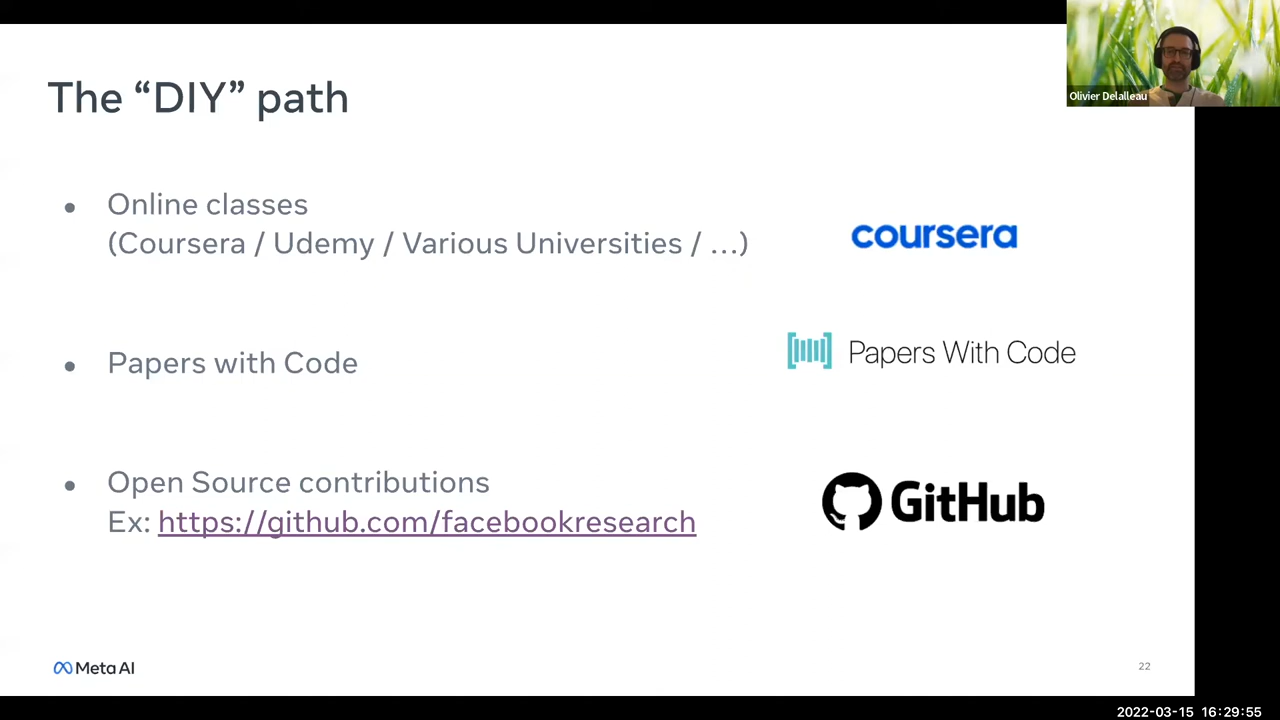 The “DIY” path
Olivier Delalleau
● Online classes
(Coursera / Udemy / Various Universities / …)
coursera
● Papers with Code
Papers With Code
● Open Source contributions
Ex: https://github.com/facebookresearch
GitHub
Meta AI
22
2022-03-15 16:29:55